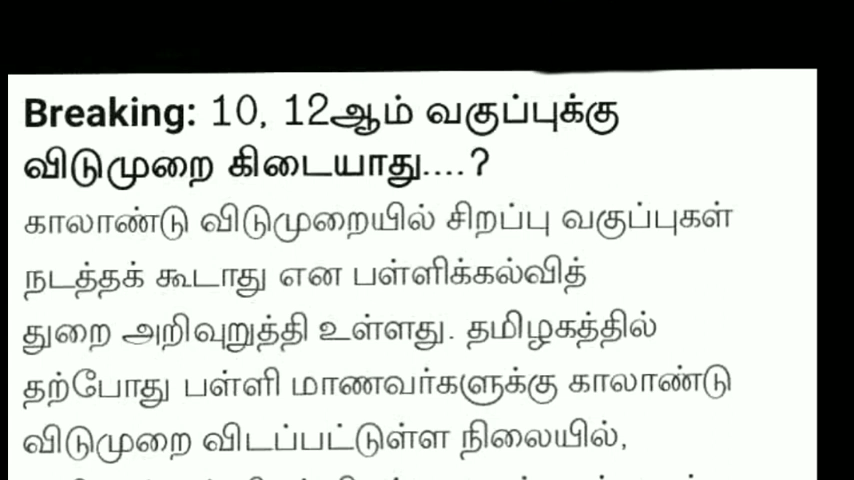 Breaking: 10, 12ஆம் வகுப்புக்கு
விடுமுறை கிடையாது....?
காலாண்டு விடுமுறையில் சிறப்பு வகுப்புகள்
நடத்தக் கூடாது என பள்ளிக்கல்வித்
துறை அறிவுறுத்தி உள்ளது. தமிழகத்தில்
தற்போது பள்ளி மாணவர்களுக்கு காலாண்டு
விடுமுறை விடப்பட்டுள்ள நிலையில்,